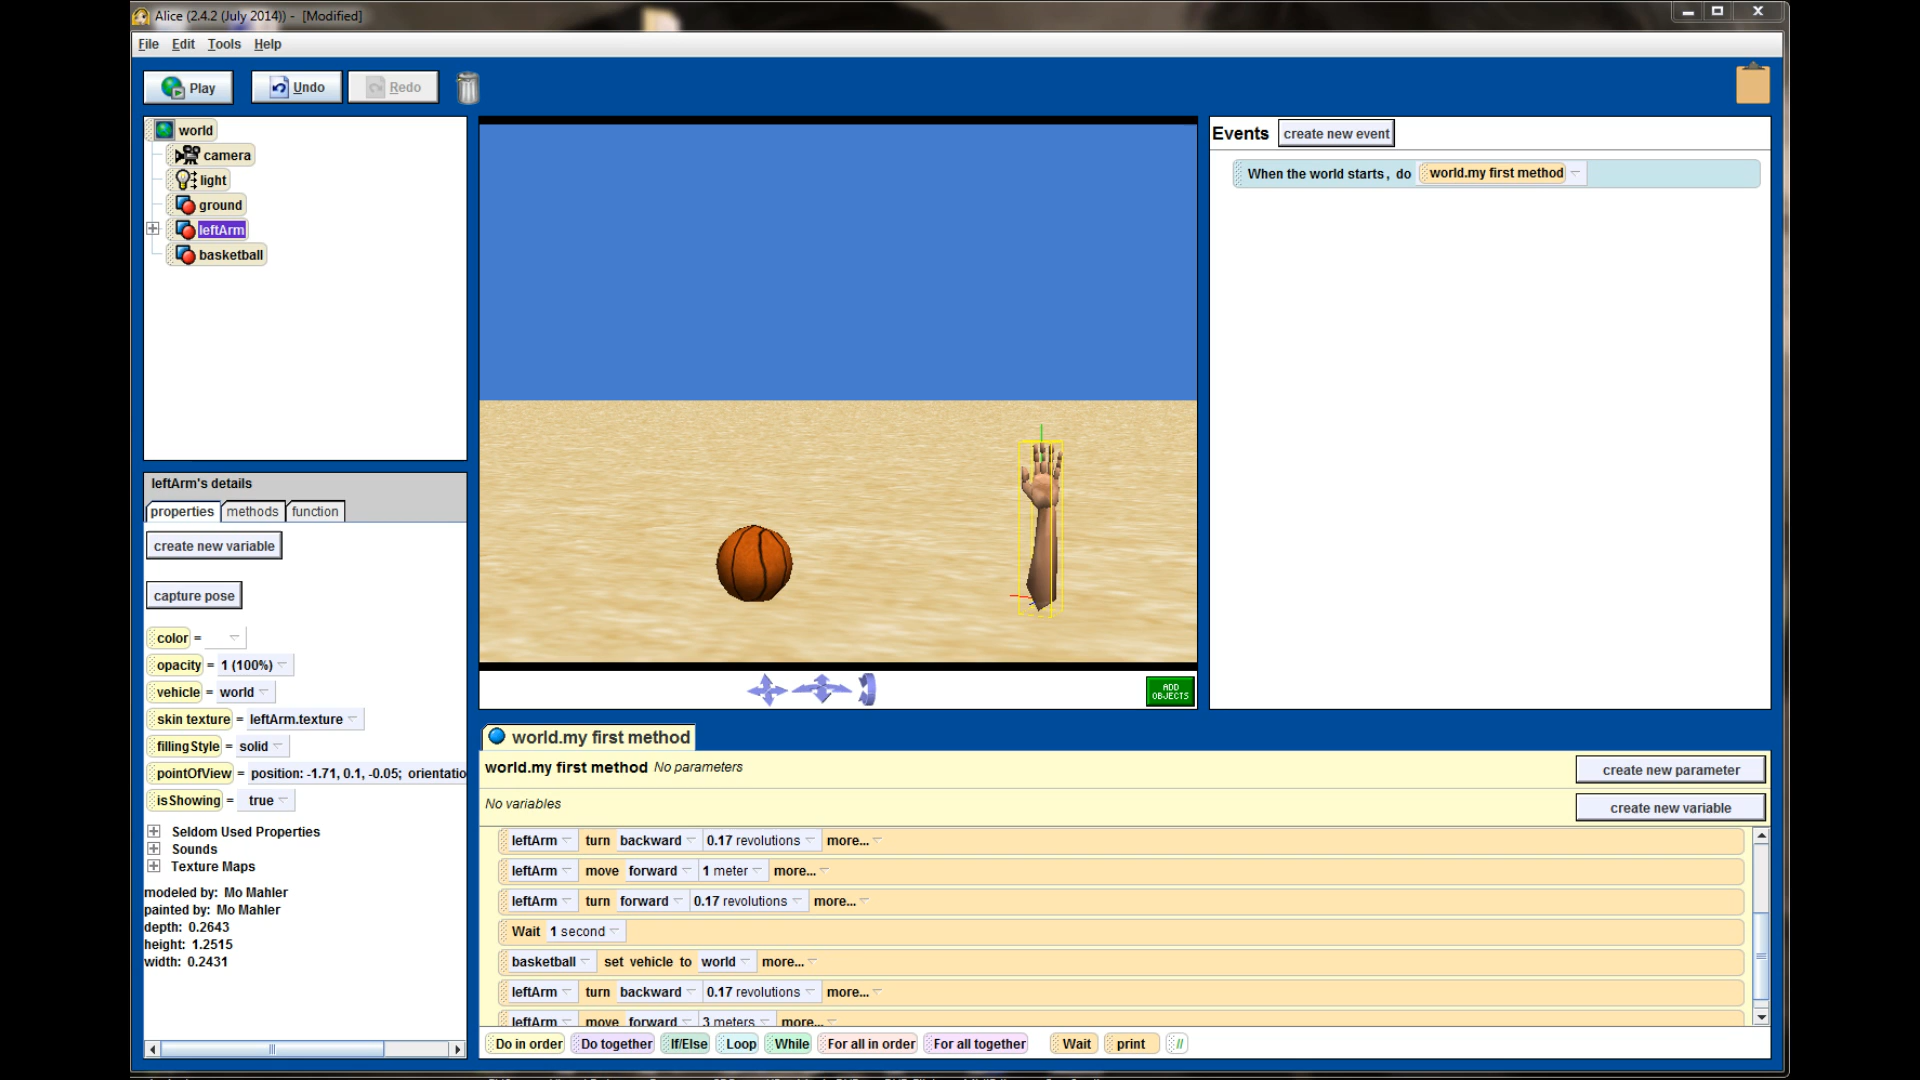 Alice (2.4.2 (July 2014)) - [Modified]
File Edit Tools Help
Play Undo Redo
world
camera
light
ground
leftArm
basketball
Events create new event
When the world starts, do world.my first method
leftArm's details
properties methods function
create new variable
capture pose
color =
opacity = 1 (100%)
vehicle = world
skin texture = leftArm.texture
fillingStyle = solid
pointOfView = position: -1.71, 0.1, -0.05; orientatio
isShowing = true
Seldom Used Properties
Sounds
Texture Maps
modeled by: Mo Mahler
painted by: Mo Mahler
depth: 0.2643
height: 1.2515
width: 0.2431
ADD
OBJECTS
world.my first method
world.my first method No parameters
create new parameter
No variables
create new variable
leftArm turn backward 0.17 revolutions more...
leftArm move forward 1 meter more...
leftArm turn forward 0.17 revolutions more...
Wait 1 second
basketball set vehicle to world more...
leftArm turn backward 0.17 revolutions more...
leftArm move forward 3 meters more...
Do in order Do together If/Else Loop While For all in order For all together Wait print //